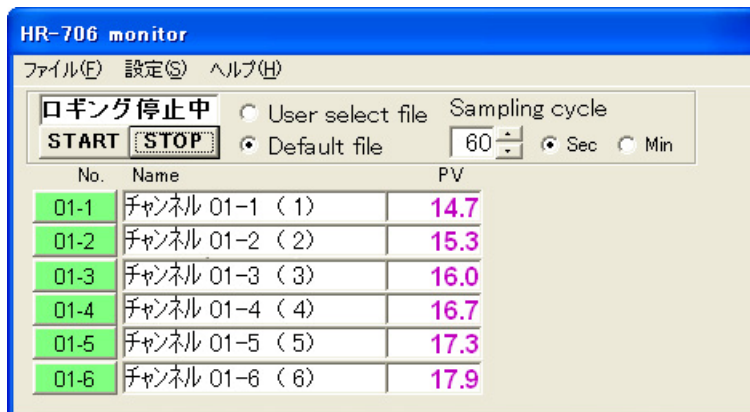 HR-706 monitor
ファイル(F) 設定(S) ヘルプ(H)
ロギング停止中 User select file Sampling cycle
START STOP Default file 60 Sec Min
No. Name PV
01-1 チャンネル 01-1 ( 1) 14.7
01-2 チャンネル 01-2 ( 2) 15.3
01-3 チャンネル 01-3 ( 3) 16.0
01-4 チャンネル 01-4 ( 4) 16.7
01-5 チャンネル 01-5 ( 5) 17.3
01-6 チャンネル 01-6 ( 6) 17.9